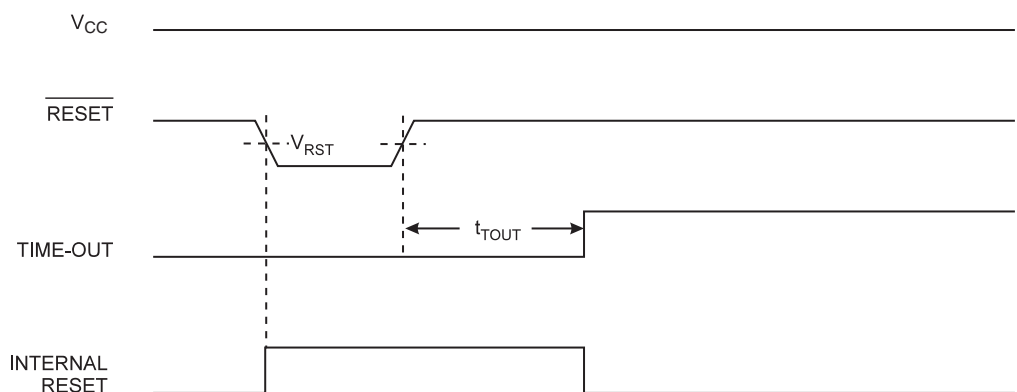 VCC
RESET
VRST
tTOUT
TIME-OUT
INTERNAL
RESET